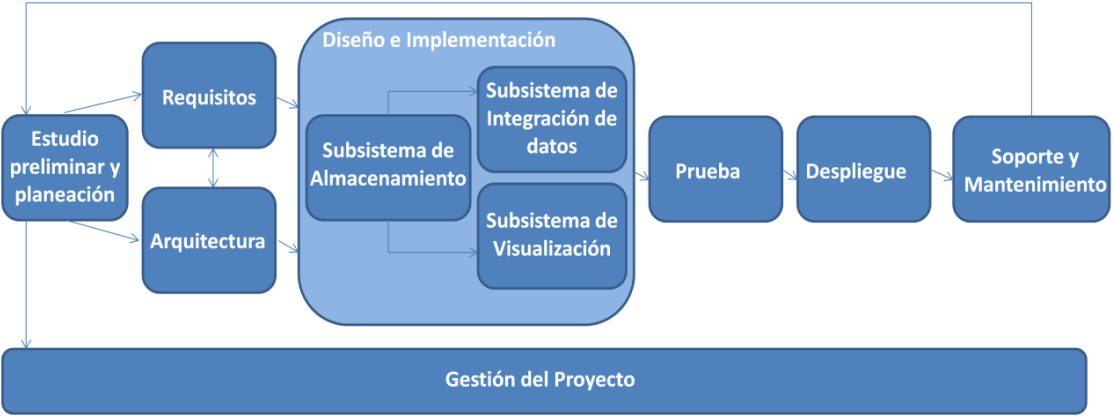 Diseño e Implementación
Requisitos
Subsistema de
Integración de
datos
Estudio
preliminar y
planeación
Subsistema de
Almacenamiento
Prueba
Despliegue
Soporte y
Mantenimiento
Arquitectura
Subsistema de
Visualización
Gestión del Proyecto